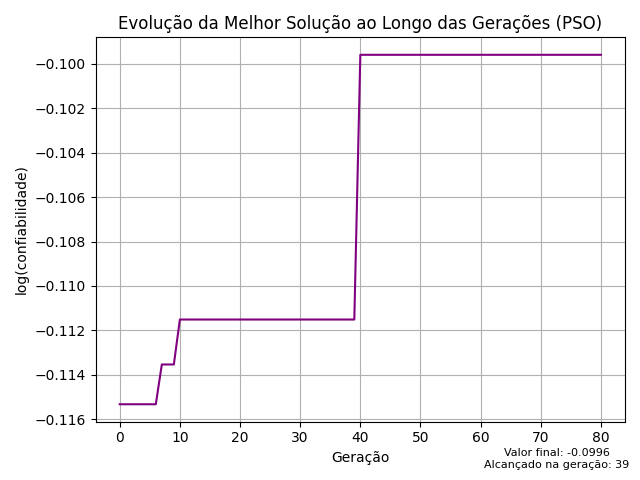 Evolução da Melhor Solução ao Longo das Gerações (PSO)
log(confiabilidade)
−0.100
−0.102
−0.104
−0.106
−0.108
−0.110
−0.112
−0.114
−0.116
0 10 20 30 40 50 60 70 80
Geração
Valor final: -0.0996
Alcançado na geração: 39